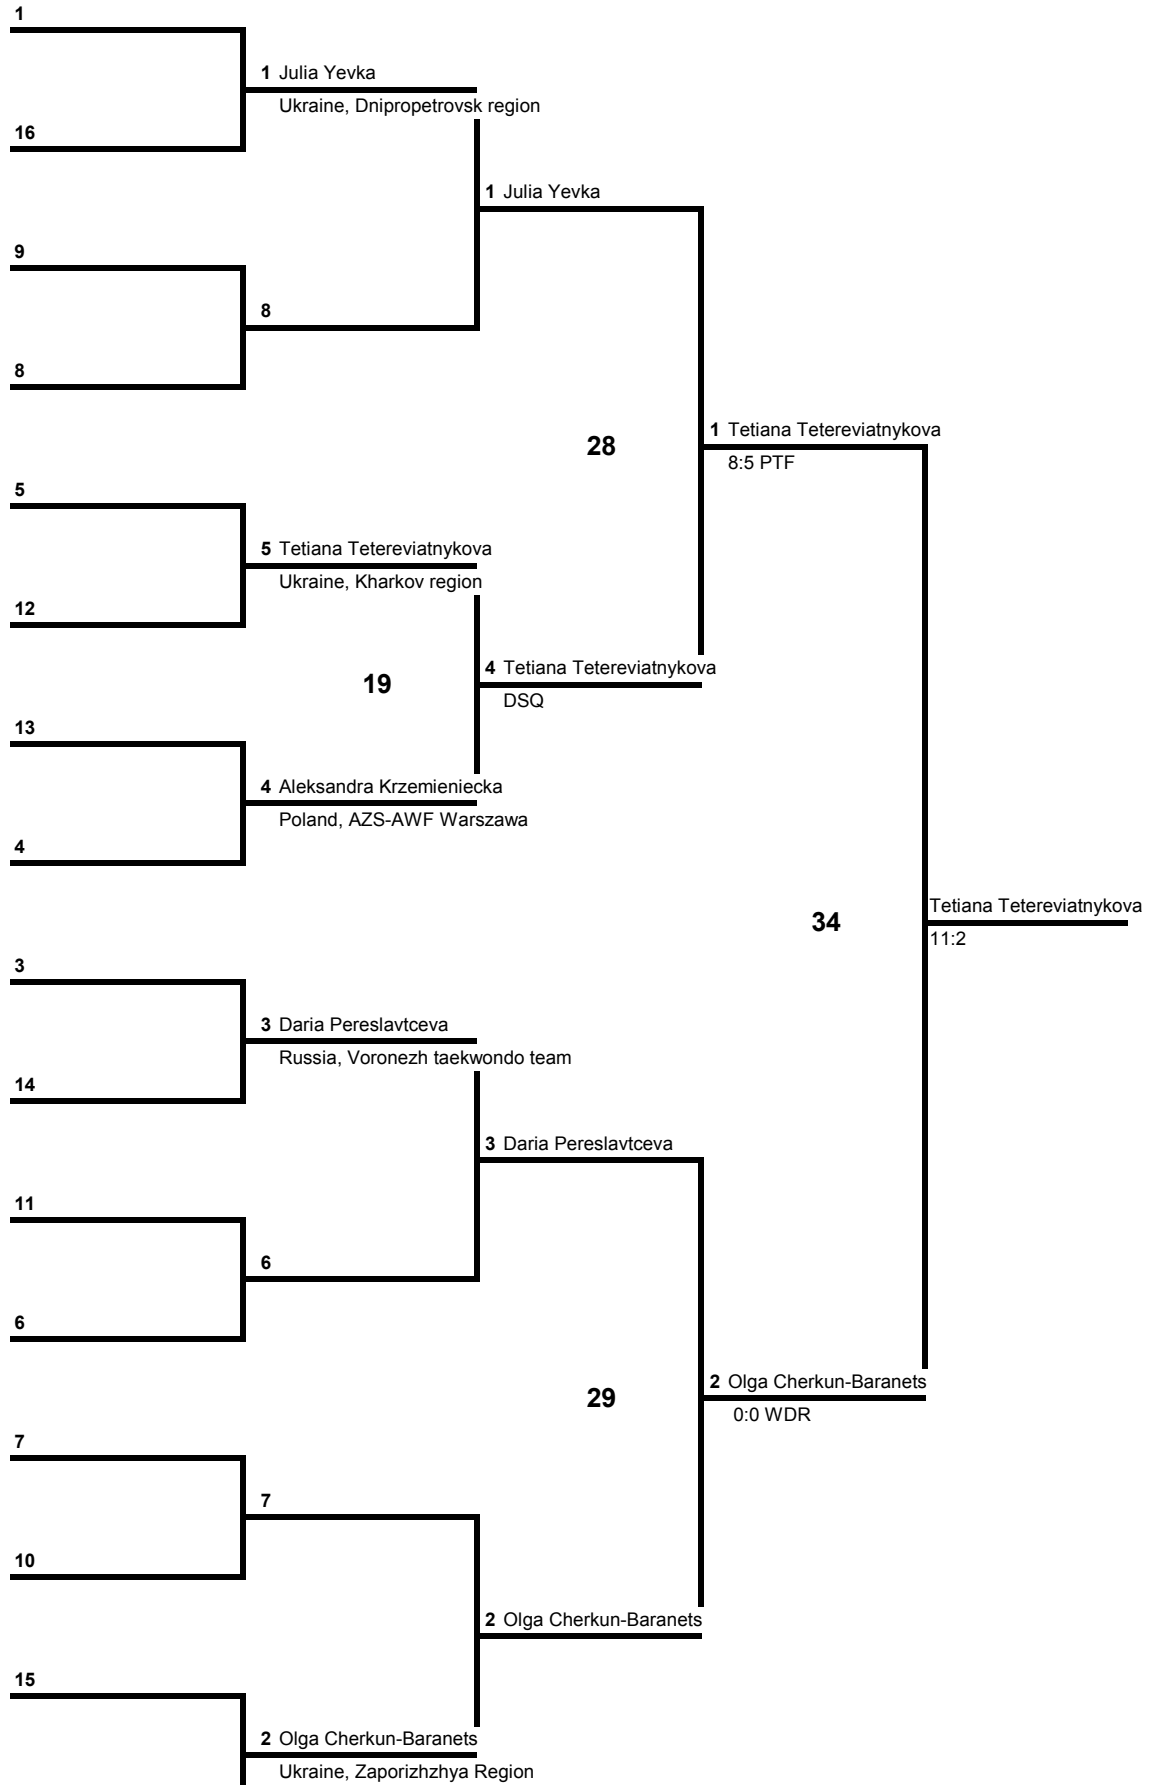 1
1 Julia Yevka
Ukraine, Dnipropetrovsk region
16
1 Julia Yevka
9
8
8
1 Tetiana Tetereviatnykova
28
8:5 PTF
5
5 Tetiana Tetereviatnykova
Ukraine, Kharkov region
12
4 Tetiana Tetereviatnykova
19
DSQ
13
4 Aleksandra Krzemieniecka
Poland, AZS-AWF Warszawa
4
Tetiana Tetereviatnykova
34
11:2
3
3 Daria Pereslavtceva
Russia, Voronezh taekwondo team
14
3 Daria Pereslavtceva
11
6
6
2 Olga Cherkun-Baranets
29
0:0 WDR
7
7
10
2 Olga Cherkun-Baranets
15
2 Olga Cherkun-Baranets
Ukraine, Zaporizhzhya Region